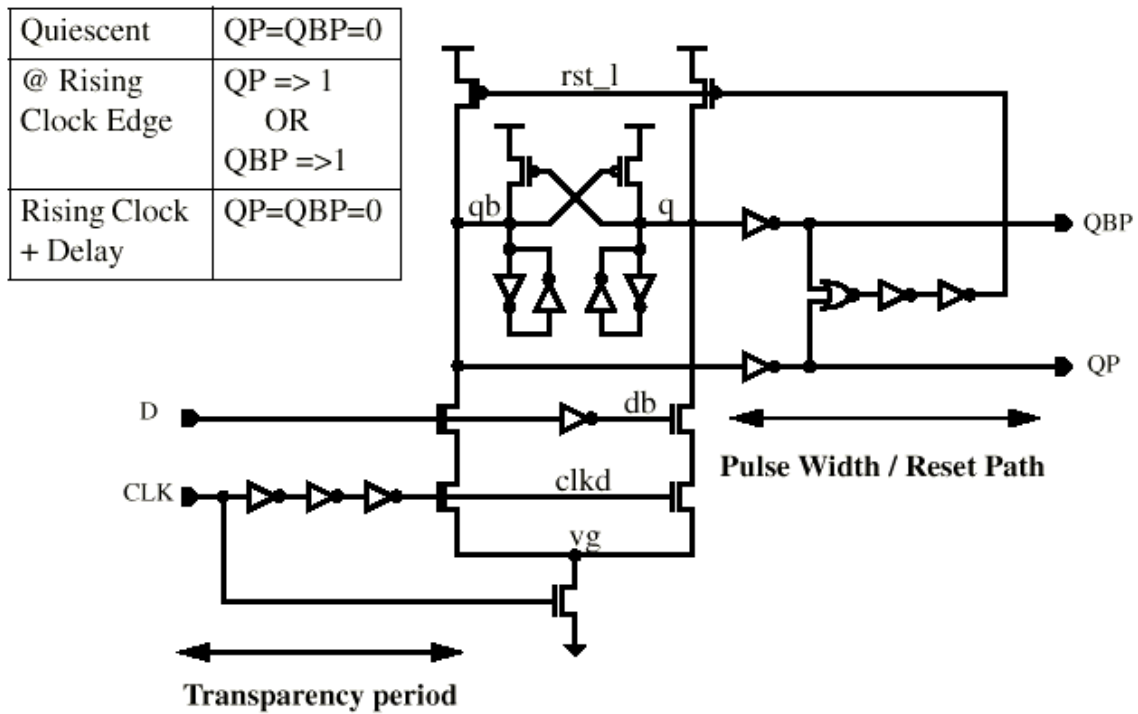 Quiescent
QP=QBP=0
@ Rising
Clock Edge
QP => 1
OR
QBP =>1
Rising Clock
+ Delay
QP=QBP=0
rst_l
qb
q
QBP
QP
D
db
Pulse Width / Reset Path
CLK
clkd
vg
Transparency period